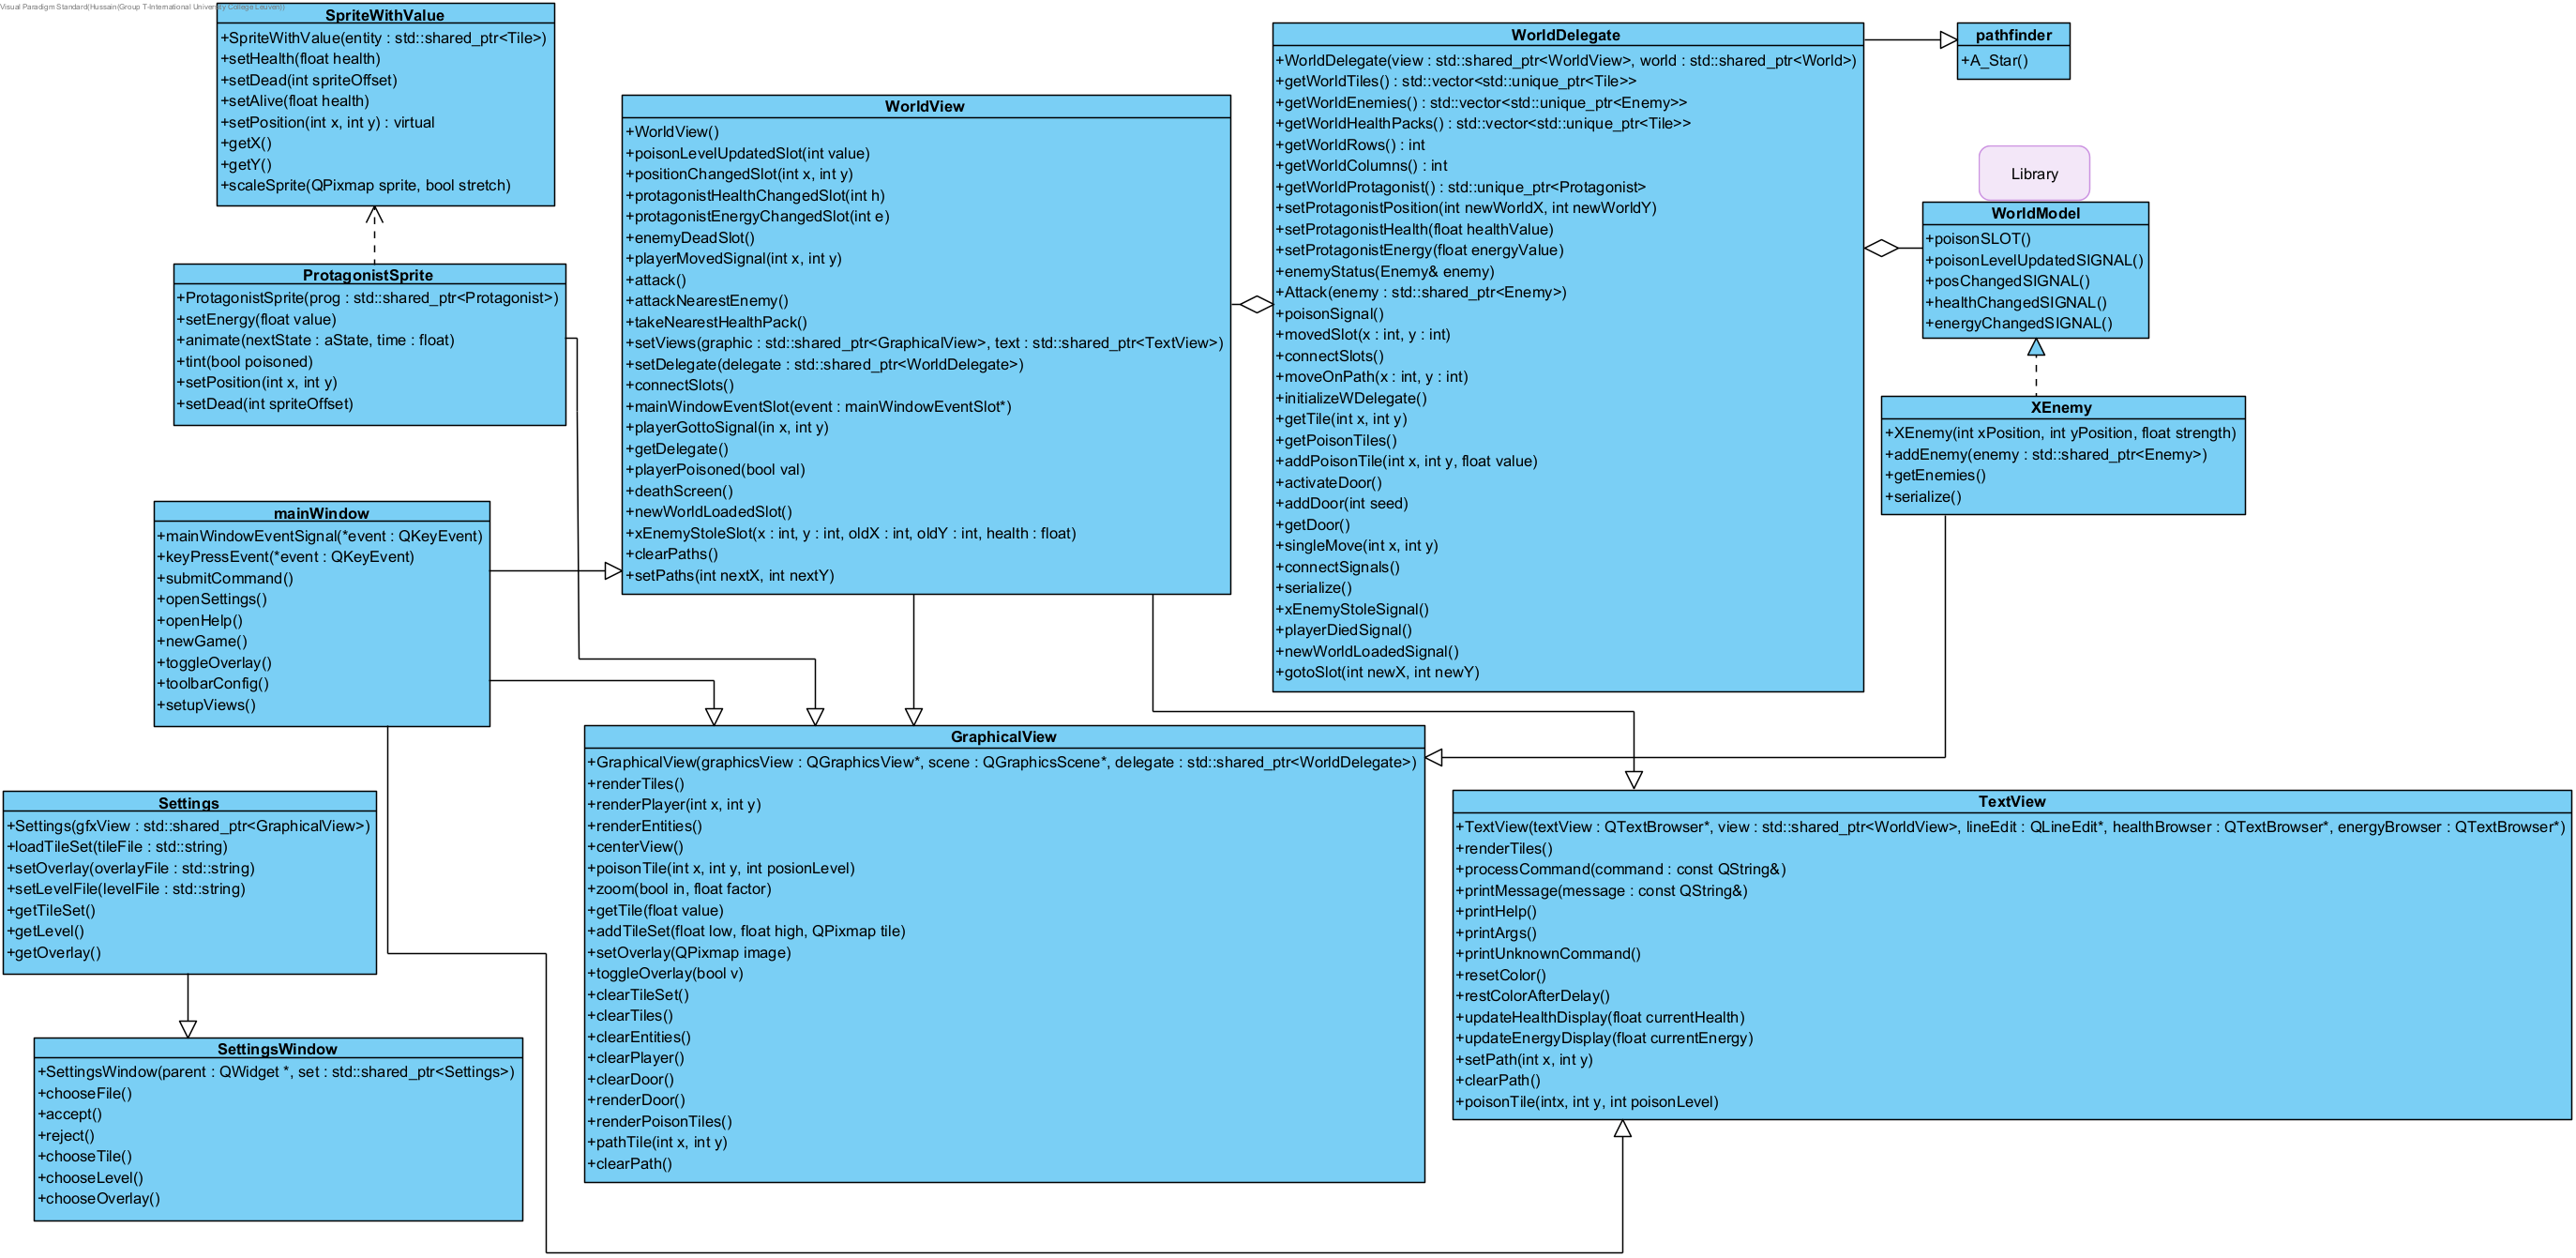 Visual Paradigm Standard(Hussain(Group T-International University College Leuven))
SpriteWithValue
+SpriteWithValue(entity : std::shared_ptr<Tile>)
+setHealth(float health)
+setDead(int spriteOffset)
+setAlive(float health)
+setPosition(int x, int y) : virtual
+getX()
+getY()
+scaleSprite(QPixmap sprite, bool stretch)
ProtagonistSprite
+ProtagonistSprite(prog : std::shared_ptr<Protagonist>)
+setEnergy(float value)
+animate(nextState : aState, time : float)
+tint(bool poisoned)
+setPosition(int x, int y)
+setDead(int spriteOffset)
mainWindow
+mainWindowEventSignal(*event : QKeyEvent)
+keyPressEvent(*event : QKeyEvent)
+submitCommand()
+openSettings()
+openHelp()
+newGame()
+toggleOverlay()
+toolbarConfig()
+setupViews()
Settings
+Settings(gfxView : std::shared_ptr<GraphicalView>)
+loadTileSet(tileFile : std::string)
+setOverlay(overlayFile : std::string)
+setLevelFile(levelFile : std::string)
+getTileSet()
+getLevel()
+getOverlay()
SettingsWindow
+SettingsWindow(parent : QWidget *, set : std::shared_ptr<Settings>)
+chooseFile()
+accept()
+reject()
+chooseTile()
+chooseLevel()
+chooseOverlay()
WorldView
+WorldView()
+poisonLevelUpdatedSlot(int value)
+positionChangedSlot(int x, int y)
+protagonistHealthChangedSlot(int h)
+protagonistEnergyChangedSlot(int e)
+enemyDeadSlot()
+playerMovedSignal(int x, int y)
+attack()
+attackNearestEnemy()
+takeNearestHealthPack()
+setViews(graphic : std::shared_ptr<GraphicalView>, text : std::shared_ptr<TextView>)
+setDelegate(delegate : std::shared_ptr<WorldDelegate>)
+connectSlots()
+mainWindowEventSlot(event : mainWindowEventSlot*)
+playerGottoSignal(in x, int y)
+getDelegate()
+playerPoisoned(bool val)
+deathScreen()
+newWorldLoadedSlot()
+xEnemyStoleSlot(x : int, y : int, oldX : int, oldY : int, health : float)
+clearPaths()
+setPaths(int nextX, int nextY)
WorldDelegate
+WorldDelegate(view : std::shared_ptr<WorldView>, world : std::shared_ptr<World>)
+getWorldTiles() : std::vector<std::unique_ptr<Tile>>
+getWorldEnemies() : std::vector<std::unique_ptr<Enemy>>
+getWorldHealthPacks() : std::vector<std::unique_ptr<Tile>>
+getWorldRows() : int
+getWorldColumns() : int
+getWorldProtagonist() : std::unique_ptr<Protagonist>
+setProtagonistPosition(int newWorldX, int newWorldY)
+setProtagonistHealth(float healthValue)
+setProtagonistEnergy(float energyValue)
+enemyStatus(Enemy& enemy)
+Attack(enemy : std::shared_ptr<Enemy>)
+poisonSignal()
+movedSlot(x : int, y : int)
+connectSlots()
+moveOnPath(x : int, y : int)
+initializeWDelegate()
+getTile(int x, int y)
+getPoisonTiles()
+addPoisonTile(int x, int y, float value)
+activateDoor()
+addDoor(int seed)
+getDoor()
+singleMove(int x, int y)
+connectSignals()
+serialize()
+xEnemyStoleSignal()
+playerDiedSignal()
+newWorldLoadedSignal()
+gotoSlot(int newX, int newY)
pathfinder
+A_Star()
Library
WorldModel
+poisonSLOT()
+poisonLevelUpdatedSIGNAL()
+posChangedSIGNAL()
+healthChangedSIGNAL()
+energyChangedSIGNAL()
XEnemy
+XEnemy(int xPosition, int yPosition, float strength)
+addEnemy(enemy : std::shared_ptr<Enemy>)
+getEnemies()
+serialize()
GraphicalView
+GraphicalView(graphicsView : QGraphicsView*, scene : QGraphicsScene*, delegate : std::shared_ptr<WorldDelegate>)
+renderTiles()
+renderPlayer(int x, int y)
+renderEntities()
+centerView()
+poisonTile(int x, int y, int posionLevel)
+zoom(bool in, float factor)
+getTile(float value)
+addTileSet(float low, float high, QPixmap tile)
+setOverlay(QPixmap image)
+toggleOverlay(bool v)
+clearTileSet()
+clearTiles()
+clearEntities()
+clearPlayer()
+clearDoor()
+renderDoor()
+renderPoisonTiles()
+pathTile(int x, int y)
+clearPath()
TextView
+TextView(textView : QTextBrowser*, view : std::shared_ptr<WorldView>, lineEdit : QLineEdit*, healthBrowser : QTextBrowser*, energyBrowser : QTextBrowser*)
+renderTiles()
+processCommand(command : const QString&)
+printMessage(message : const QString&)
+printHelp()
+printArgs()
+printUnknownCommand()
+resetColor()
+restColorAfterDelay()
+updateHealthDisplay(float currentHealth)
+updateEnergyDisplay(float currentEnergy)
+setPath(int x, int y)
+clearPath()
+poisonTile(intx, int y, int poisonLevel)